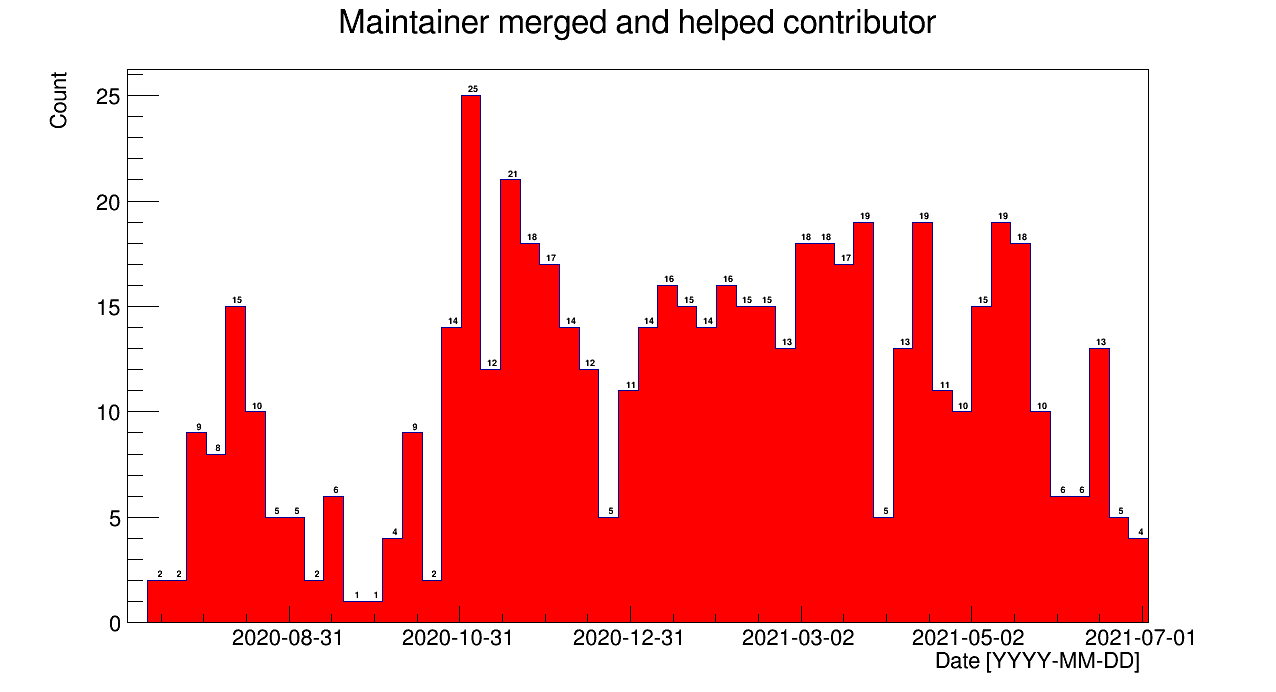 Maintainer merged and helped contributor
Count
25
20
15
10
5
0
2 2 9 8 15 10 5 5 2 6 1 1 4 9 2 14 25 12 21 18 17 14 12 5 11 14 16 15 14 16 15 15 13 18 18 17 19 5 13 19 11 10 15 19 18 10 6 6 13 5 4
2020-08-31 2020-10-31 2020-12-31 2021-03-02 2021-05-02 2021-07-01
Date [YYYY-MM-DD]